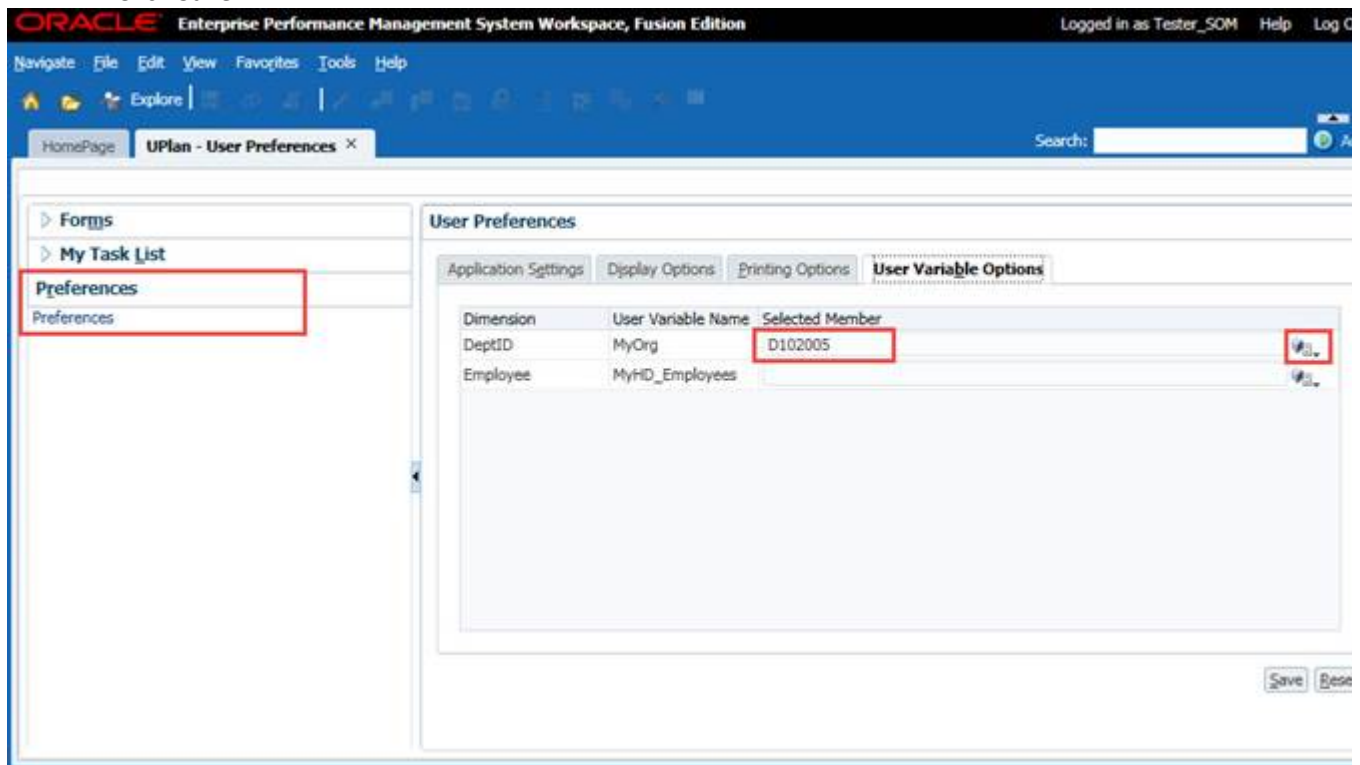 ORACLE Enterprise Performance Management System Workspace, Fusion Edition Logged in as Tester_SOM Help Log
Navigate File Edit View Favorites Tools Help
Explore
HomePage UPlan - User Preferences × Search:
Forms
My Task List
Preferences
Preferences
User Preferences
Application Settings Display Options Printing Options User Variable Options
Dimension User Variable Name Selected Member
DeptID MyOrg D102005
Employee MyHD_Employees
Save Rese